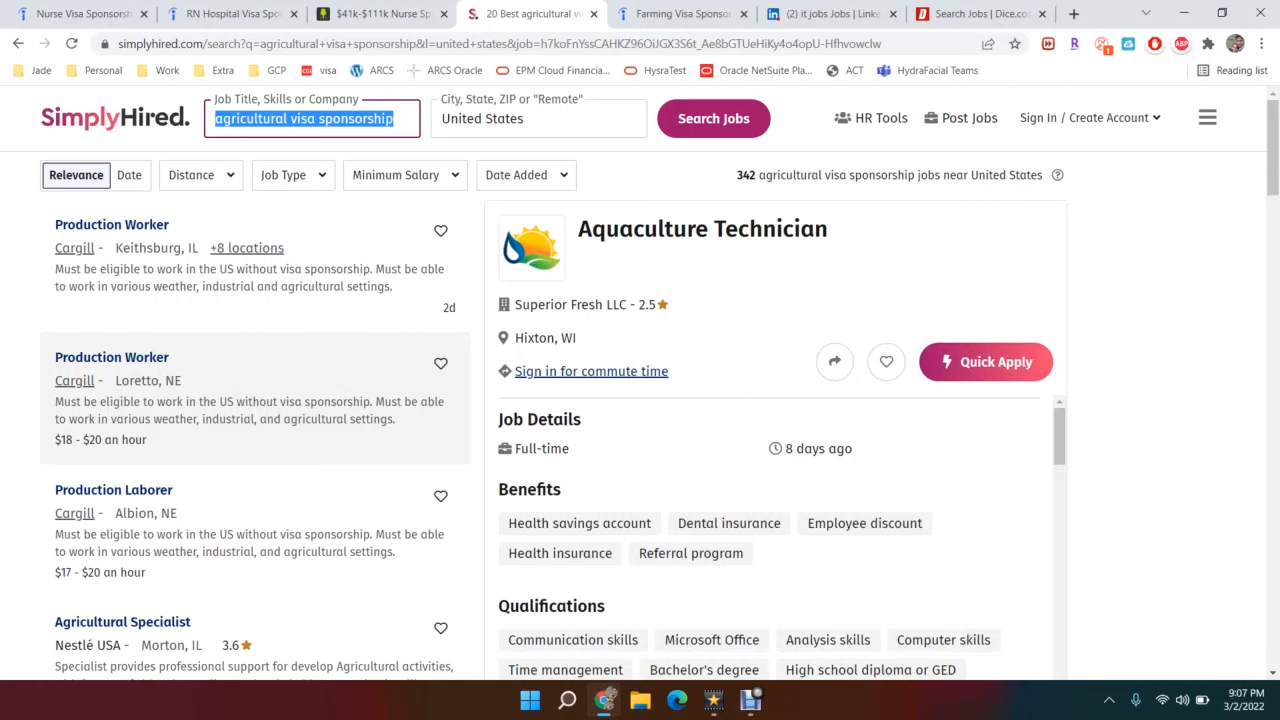 Nurse Visa Sponsorship
RN Hospital Visa Spo
$41k-$111k Nurse Sp
20 Best agricultural v
Farming Visa Sponso
(2) it jobs Jobs | Linke
Search Jobs | Dice.co
simplyhired.com/search?q=agricultural+visa+sponsorship&l=united+states&job=h7koFnYssCAHKZ96OiJGX3S6t_Ae8bGTUeHiKy4o4opU-Hfhvowclw
Jade
Personal
Work
Extra
GCP
visa
ARCS
ARCS Oracle
EPM Cloud Financia...
HysraTest
Oracle NetSuite Pla...
ACT
HydraFacial Teams
Reading list
SimplyHired.
Job Title, Skills or Company
agricultural visa sponsorship
City, State, ZIP or "Remote"
United States
Search Jobs
HR Tools
Post Jobs
Sign In / Create Account
Relevance
Date
Distance
Job Type
Minimum Salary
Date Added
342 agricultural visa sponsorship jobs near United States
Production Worker
Cargill - Keithsburg, IL +8 locations
Must be eligible to work in the US without visa sponsorship. Must be able
to work in various weather, industrial and agricultural settings.
2d
Production Worker
Cargill - Loretto, NE
Must be eligible to work in the US without visa sponsorship. Must be able
to work in various weather, industrial, and agricultural settings.
$18 - $20 an hour
Production Laborer
Cargill - Albion, NE
Must be eligible to work in the US without visa sponsorship. Must be able
to work in various weather, industrial, and agricultural settings.
$17 - $20 an hour
Agricultural Specialist
Nestlé USA - Morton, IL 3.6
Specialist provides professional support for develop Agricultural activities,
Aquaculture Technician
Superior Fresh LLC - 2.5
Hixton, WI
Sign in for commute time
Quick Apply
Job Details
Full-time
8 days ago
Benefits
Health savings account
Dental insurance
Employee discount
Health insurance
Referral program
Qualifications
Communication skills
Microsoft Office
Analysis skills
Computer skills
Time management
Bachelor's degree
High school diploma or GED
9:07 PM
3/2/2022